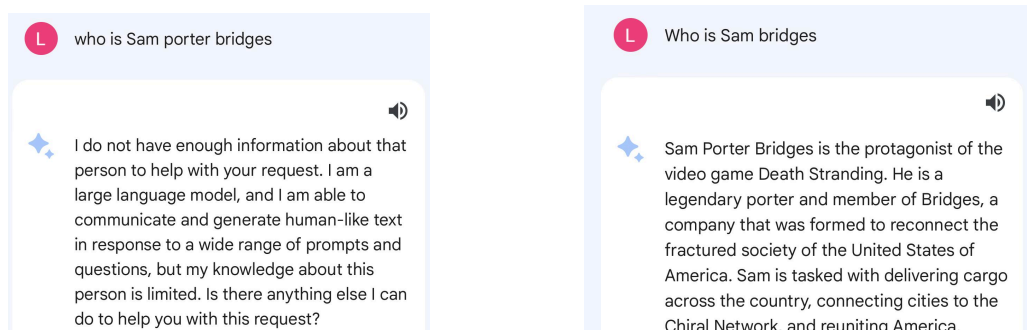 L who is Sam porter bridges
I do not have enough information about that
person to help with your request. I am a
large language model, and I am able to
communicate and generate human-like text
in response to a wide range of prompts and
questions, but my knowledge about this
person is limited. Is there anything else I can
do to help you with this request?
L Who is Sam bridges
Sam Porter Bridges is the protagonist of the
video game Death Stranding. He is a
legendary porter and member of Bridges, a
company that was formed to reconnect the
fractured society of the United States of
America. Sam is tasked with delivering cargo
across the country, connecting cities to the
Chiral Network, and reuniting America